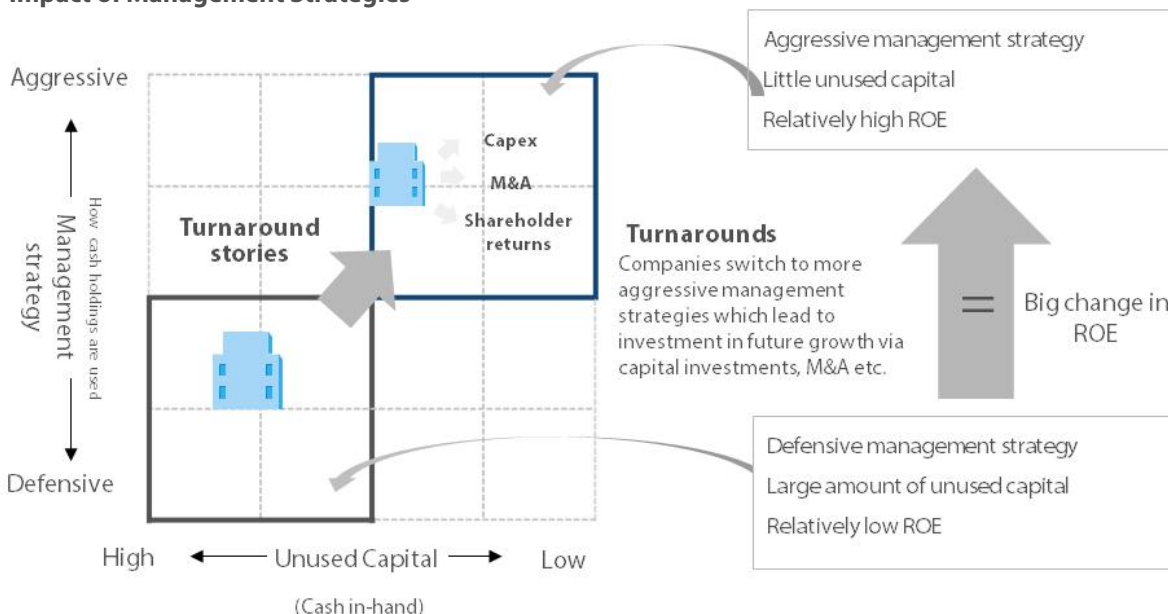 Impact of Management Strategies
Aggressive
How cash holdings are used
Management
strategy
Defensive
Turnaround
stories
Capex
M&A
Shareholder
returns
High
Unused Capital
Low
(Cash in-hand)
Turnarounds
Companies switch to more
aggressive management
strategies which lead to
investment in future growth via
capital investments, M&A etc.
Aggressive management strategy
Little unused capital
Relatively high ROE
=
Big change in
ROE
Defensive management strategy
Large amount of unused capital
Relatively low ROE